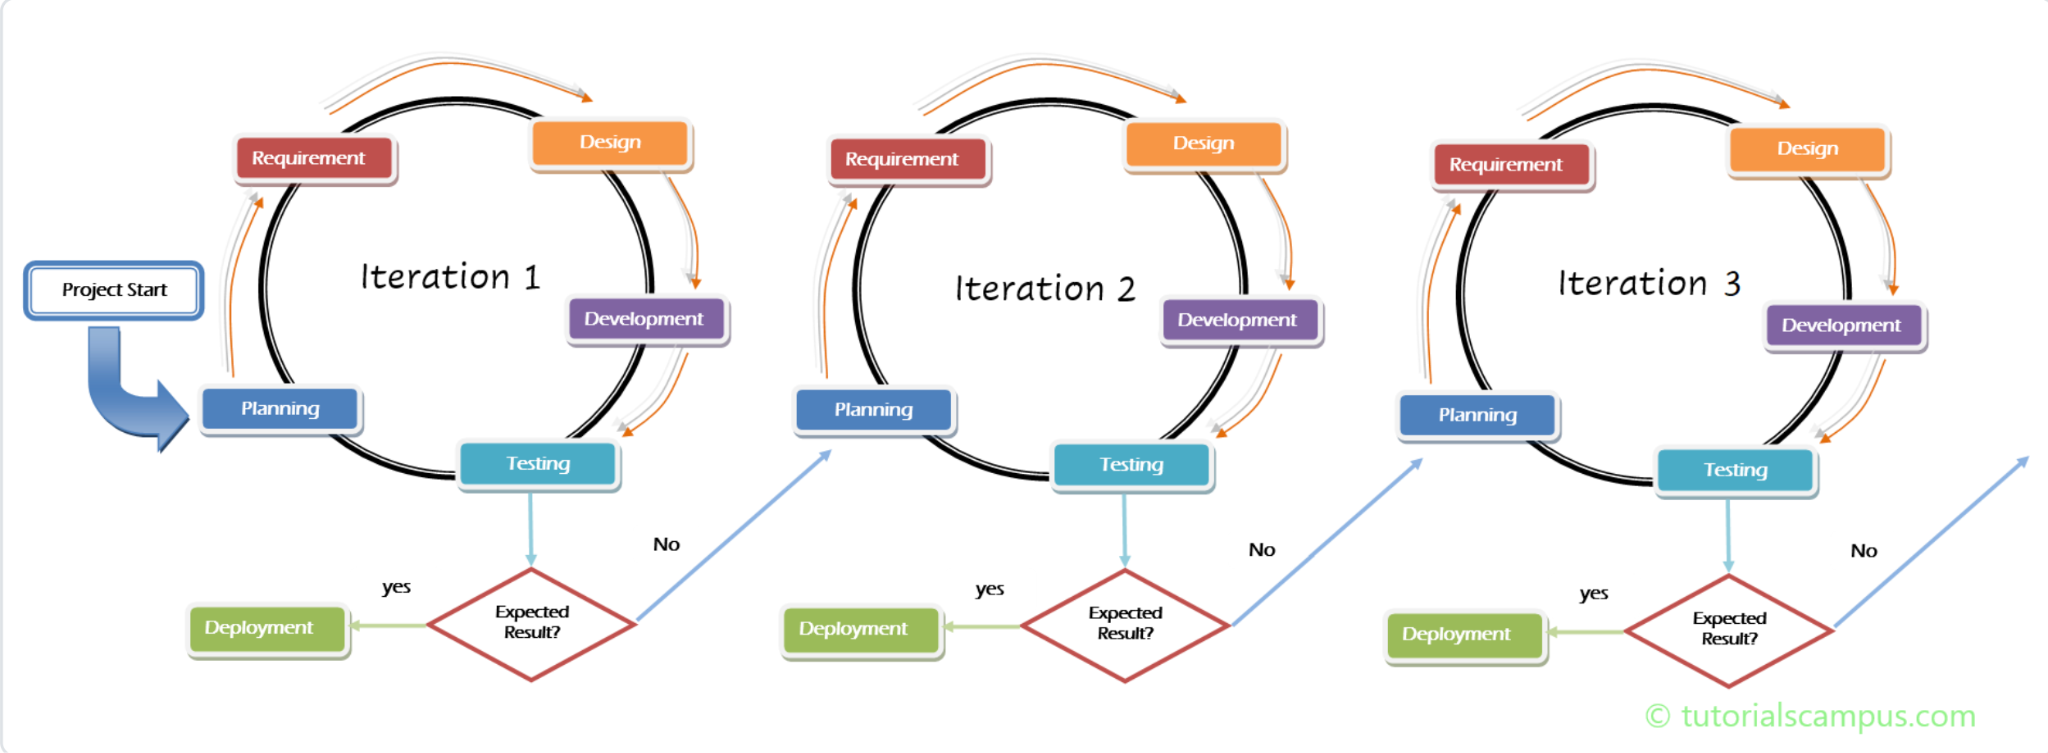 Project Start
Requirement
Design
Iteration 1
Development
Planning
Testing
No
yes
Expected
Result?
Deployment
Requirement
Design
Iteration 2
Development
Planning
Testing
No
yes
Expected
Result?
Deployment
Requirement
Design
Iteration 3
Development
Planning
Testing
No
yes
Expected
Result?
Deployment
© tutorialscampus.com